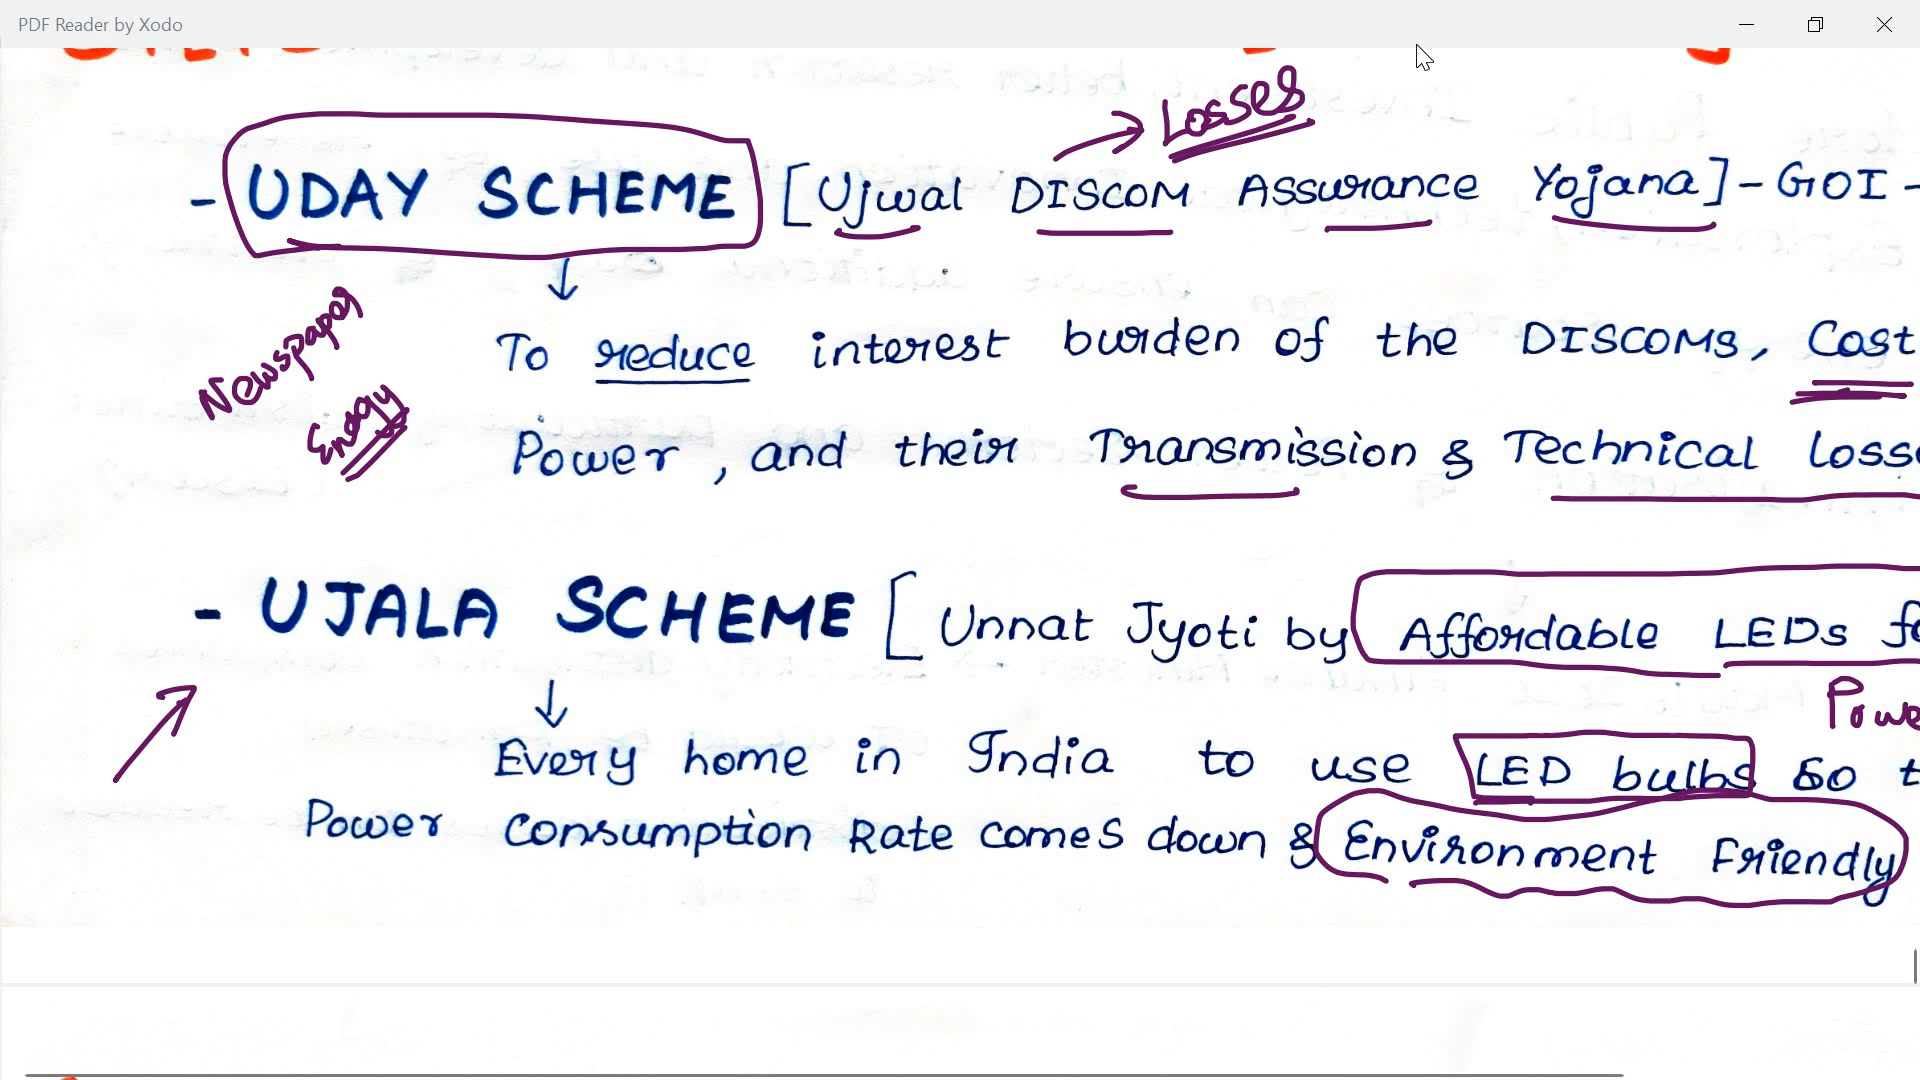 PDF Reader by Xodo
Losses
- UDAY SCHEME [Ujwal DISCOM Assurance Yojana] - GOI -
Newspaper
Energy
To reduce interest burden of the DISCOMs, Cost
Power, and their Transmission & Technical loss
- UJALA SCHEME [Unnat Jyoti by Affordable LEDs fo
Powe
Every home in India to use LED bulbs so t
Power Consumption Rate comes down & Environment Friendly